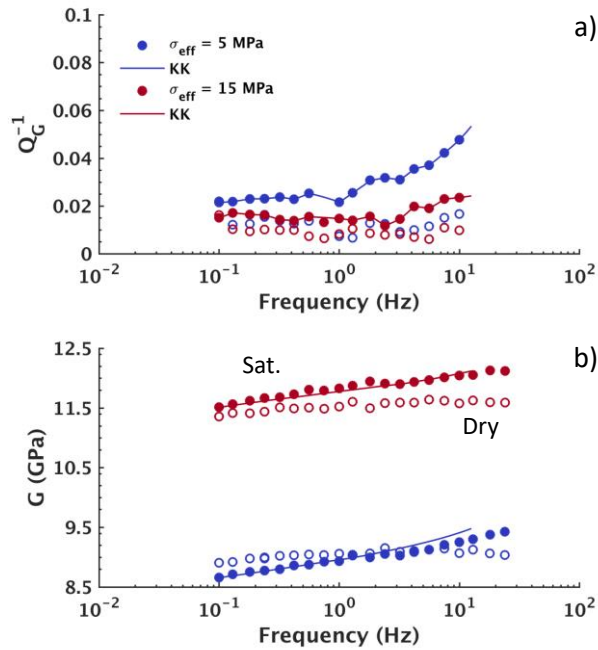 a)
0.1
0.08
0.06
0.04
0.02
0
Q_G^{-1}
σ_eff = 5 MPa
KK
σ_eff = 15 MPa
KK
10^{-2} 10^{-1} 10^{0} 10^{1} 10^{2}
Frequency (Hz)
b)
12.5
11.5
10.5
9.5
8.5
G (GPa)
Sat.
Dry
10^{-2} 10^{-1} 10^{0} 10^{1} 10^{2}
Frequency (Hz)